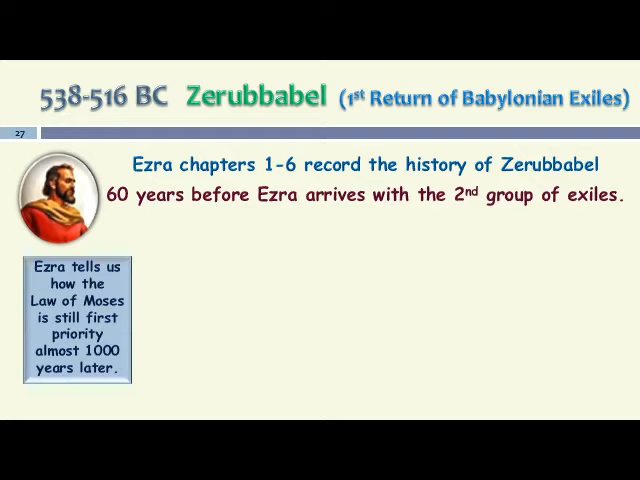 538-516 BC Zerubbabel (1st Return of Babylonian Exiles)
27
Ezra chapters 1-6 record the history of Zerubbabel
60 years before Ezra arrives with the 2nd group of exiles.
Ezra tells us
how the
Law of Moses
is still first
priority
almost 1000
years later.